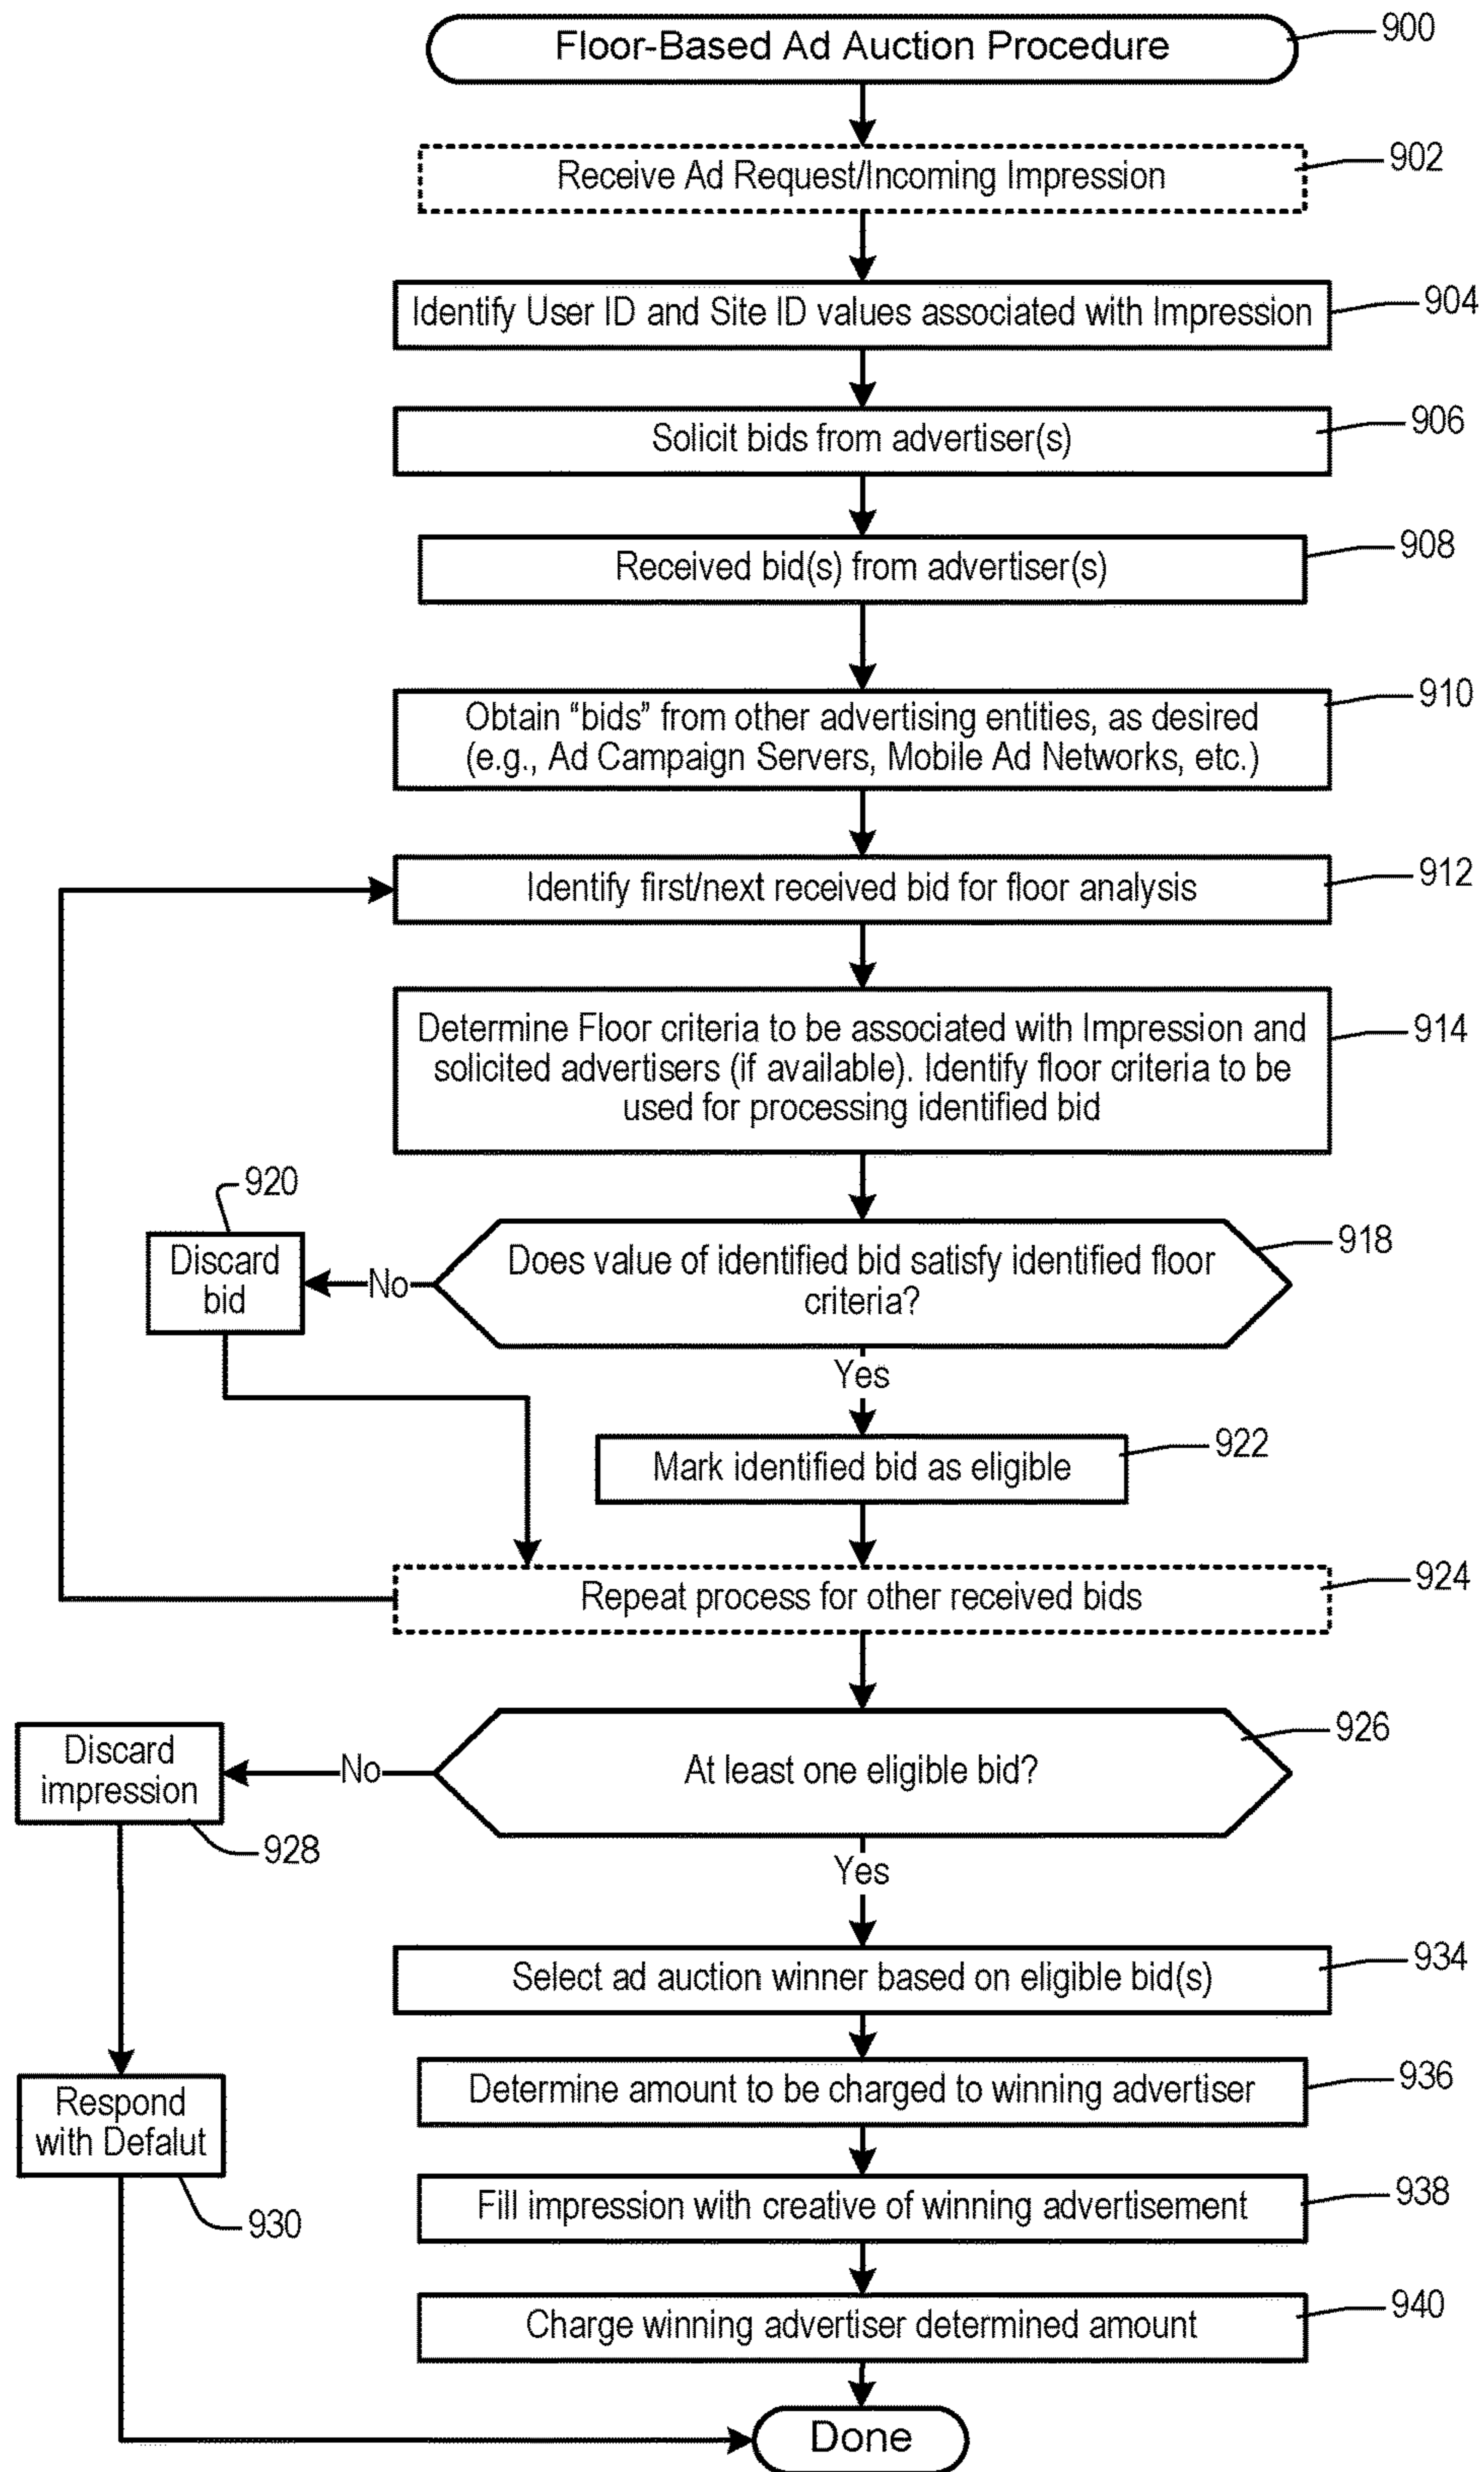 Floor-Based Ad Auction Procedure
900
Receive Ad Request/Incoming Impression
902
Identify User ID and Site ID values associated with Impression
904
Solicit bids from advertiser(s)
906
Received bid(s) from advertiser(s)
908
Obtain “bids” from other advertising entities, as desired
(e.g., Ad Campaign Servers, Mobile Ad Networks, etc.)
910
Identify first/next received bid for floor analysis
912
Determine Floor criteria to be associated with Impression and
solicited advertisers (if available). Identify floor criteria to be
used for processing identified bid
914
Does value of identified bid satisfy identified floor
criteria?
918
No
920
Discard
bid
Yes
Mark identified bid as eligible
922
Repeat process for other received bids
924
At least one eligible bid?
926
No
Discard
impression
928
Respond
with Defalut
930
Yes
Select ad auction winner based on eligible bid(s)
934
Determine amount to be charged to winning advertiser
936
Fill impression with creative of winning advertisement
938
Charge winning advertiser determined amount
940
Done